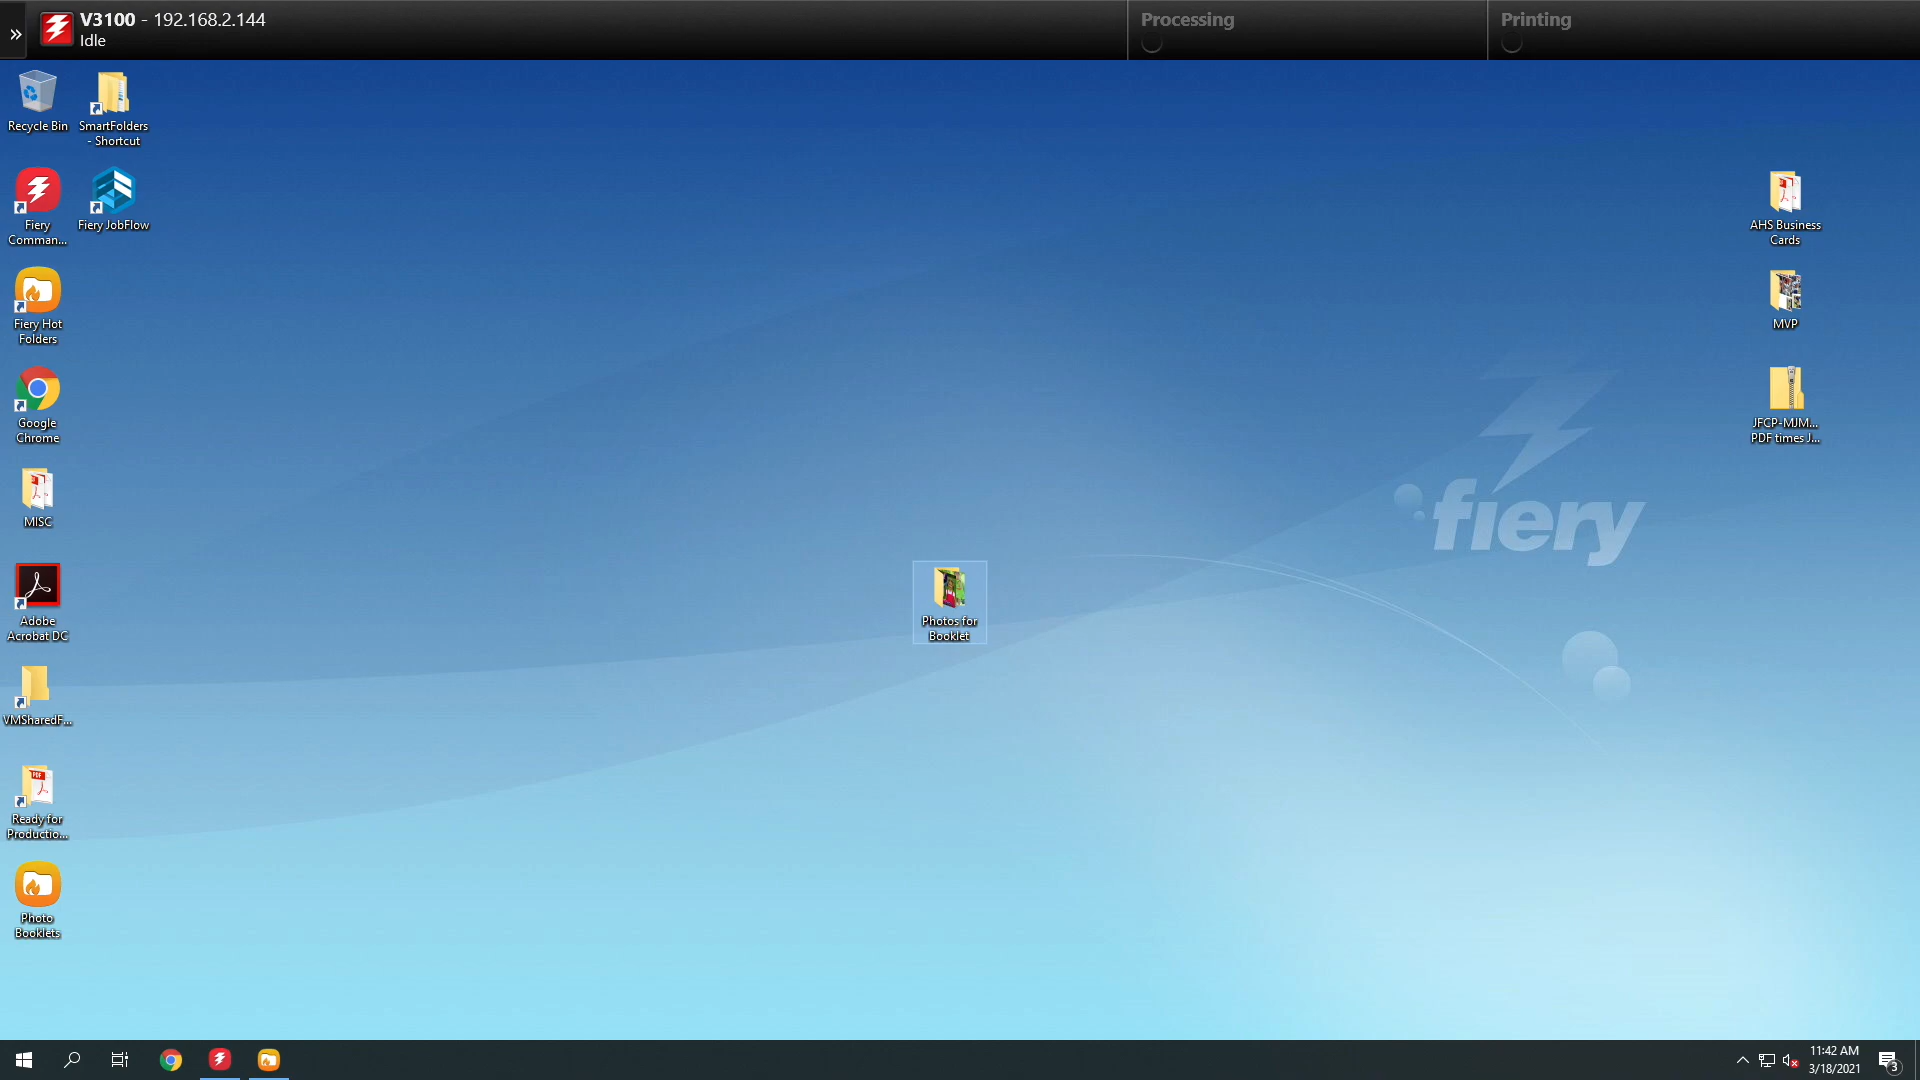 V3100 - 192.168.2.144
Idle
Processing
Printing
Recycle Bin
SmartFolders
- Shortcut
Fiery
Comman...
Fiery JobFlow
Fiery Hot
Folders
Google
Chrome
MISC
Adobe
Acrobat DC
VMSharedF...
Ready for
Productio...
Photo
Booklets
Photos for
Booklet
AHS Business
Cards
MVP
JFCP-MJM...
PDF times J...
fiery
PDF
11:42 AM
3/18/2021
3